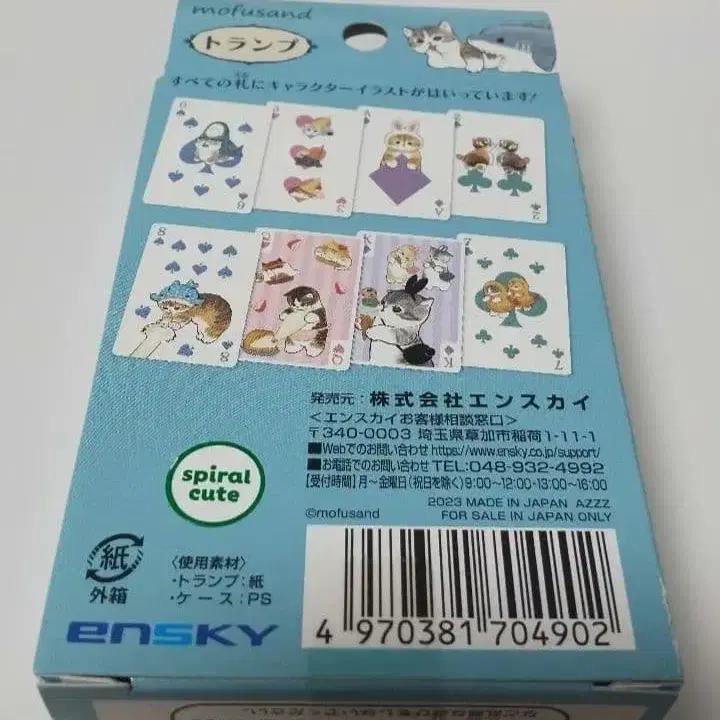 mofusand
トランプ
すべての札にキャラクターイラストがはいっています!
発売元: 株式会社エンスカイ
<エンスカイお客様相談窓口>
〒340-0003 埼玉県草加市稲荷1-11-1
■Webでのお問い合わせ https://www.ensky.co.jp/support/
■お電話でのお問い合わせ TEL:048-932-4992
【受付時間】月~金曜日(祝日を除く)9:00~12:00・13:00~16:00
2023 MADE IN JAPAN AZZZ
©mofusand FOR SALE IN JAPAN ONLY
spiral
cute
紙
外箱
〈使用素材〉
・トランプ:紙
・ケース:PS
ensky
4 970381 704902